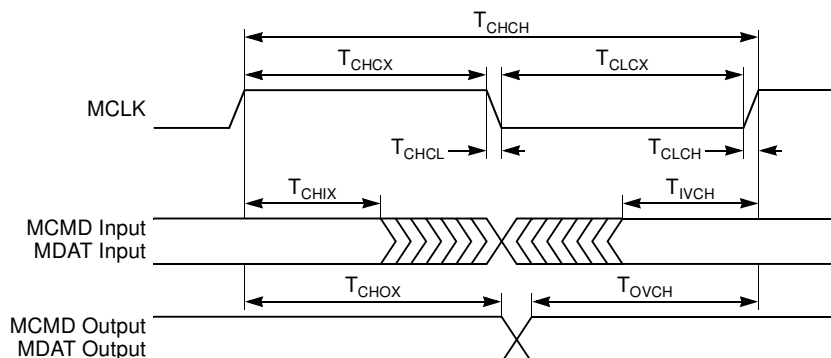 TCHCH
TCHCX TCLCX
MCLK
TCHCL TCLCH
TCHIX TIVCH
MCMD Input
MDAT Input
TCHOX TOVCH
MCMD Output
MDAT Output